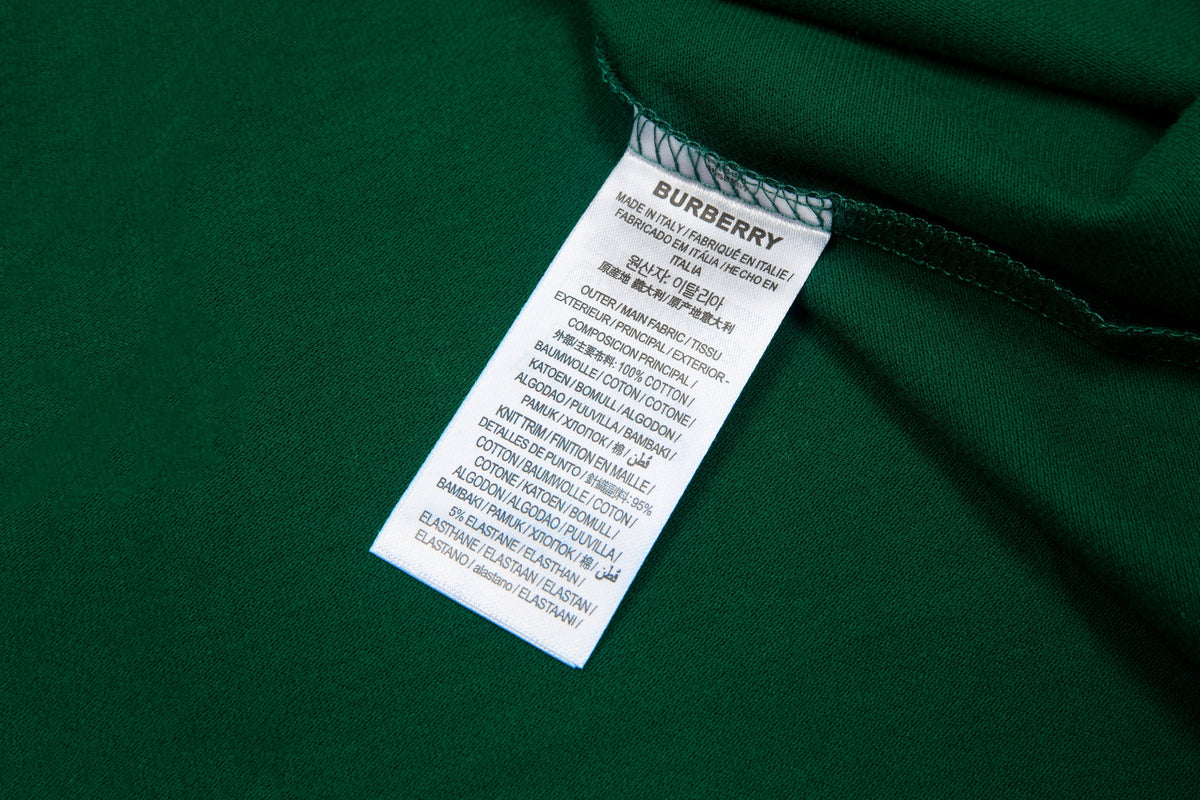 BURBERRY
MADE IN ITALY / FABRIQUÉ EN ITALIE /
FABRICADO EM ITÁLIA / HECHO EN
ITALIA
원산지: 이탈리아
原產地 義大利/原产地意大利
OUTER / MAIN FABRIC / TISSU
EXTERIEUR / PRINCIPAL / EXTERIOR -
COMPOSICION PRINCIPAL /
外部/主要布料: 100% COTTON /
BAUMWOLLE / COTON / COTONE /
KATOEN / BOMULL / ALGODON /
ALGODAO / PUUVILLA / BAMBAKI /
PAMUK / ХЛОПОК / 棉 / قطن
KNIT TRIM / FINITION EN MAILLE /
DETALLES DE PUNTO / 針織副料: 95%
COTTON / BAUMWOLLE / COTON /
COTONE / KATOEN / BOMULL /
ALGODON / ALGODAO / PUUVILLA /
BAMBAKI / PAMUK / ХЛОПОК / 棉 / قطن
5% ELASTANE / ELASTHAN /
ELASTHANE / ELASTAAN / ELASTAN /
ELASTANO / alastano / ELASTAANI /